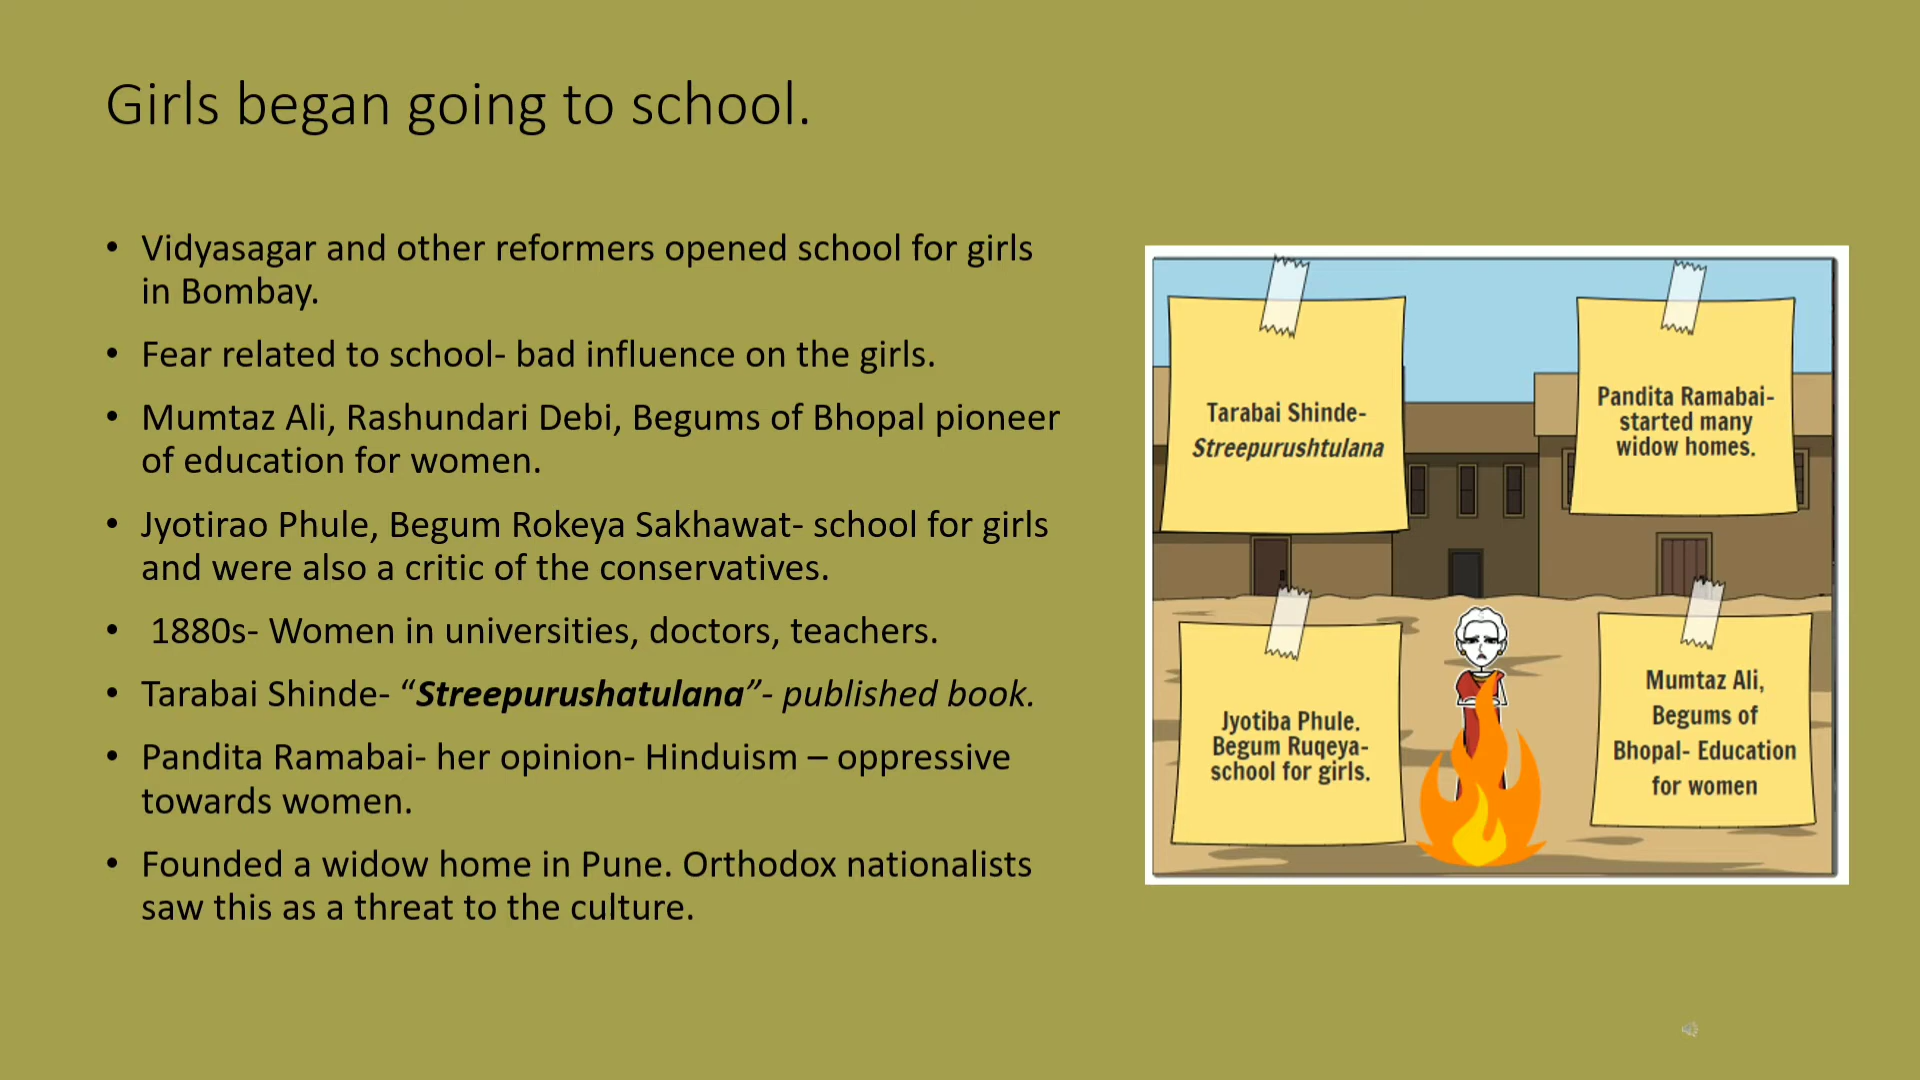 Girls began going to school.
• Vidyasagar and other reformers opened school for girls
in Bombay.
• Fear related to school- bad influence on the girls.
• Mumtaz Ali, Rashundari Debi, Begums of Bhopal pioneer
of education for women.
• Jyotirao Phule, Begum Rokeya Sakhawat- school for girls
and were also a critic of the conservatives.
• 1880s- Women in universities, doctors, teachers.
• Tarabai Shinde- “Streepurushatulana”- published book.
• Pandita Ramabai- her opinion- Hinduism – oppressive
towards women.
• Founded a widow home in Pune. Orthodox nationalists
saw this as a threat to the culture.
Tarabai Shinde-
Streepurushtulana
Pandita Ramabai-
started many
widow homes.
Jyotiba Phule.
Begum Ruqeya-
school for girls.
Mumtaz Ali,
Begums of
Bhopal- Education
for women